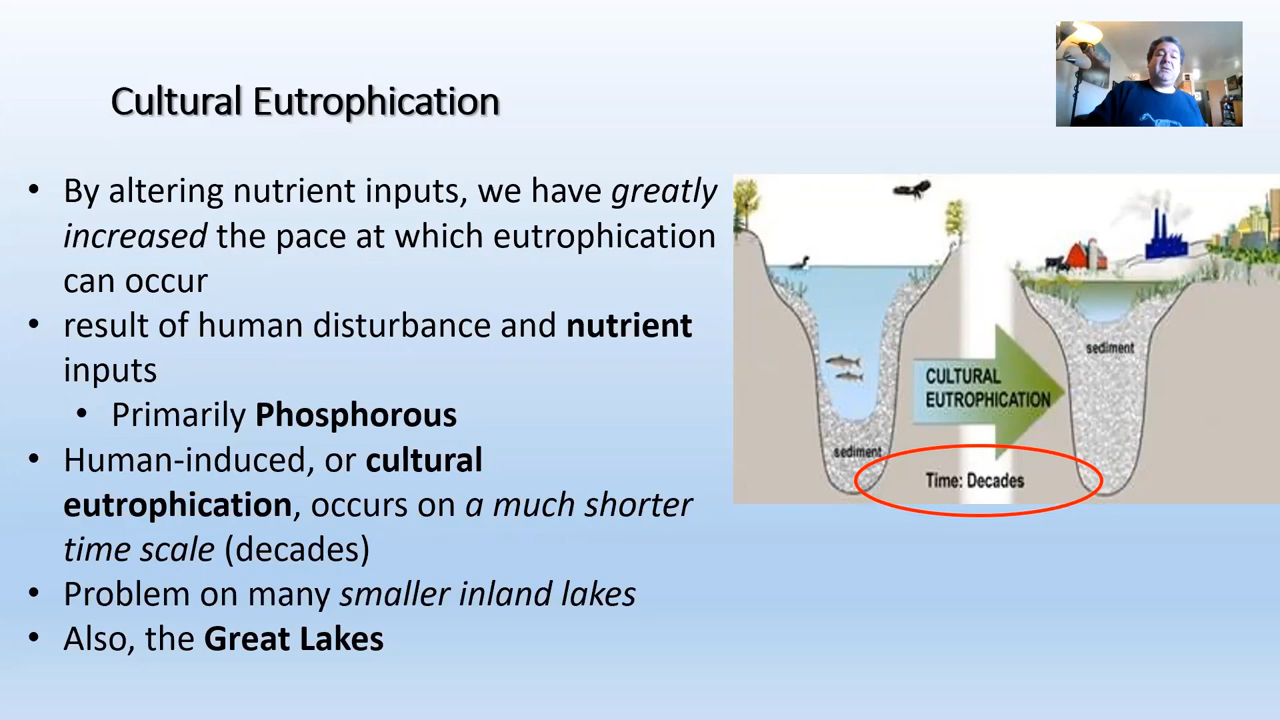 Cultural Eutrophication
• By altering nutrient inputs, we have greatly
increased the pace at which eutrophication
can occur
• result of human disturbance and nutrient
inputs
• Primarily Phosphorous
• Human-induced, or cultural
eutrophication, occurs on a much shorter
time scale (decades)
• Problem on many smaller inland lakes
• Also, the Great Lakes
sediment
CULTURAL
EUTROPHICATION
sediment
Time: Decades